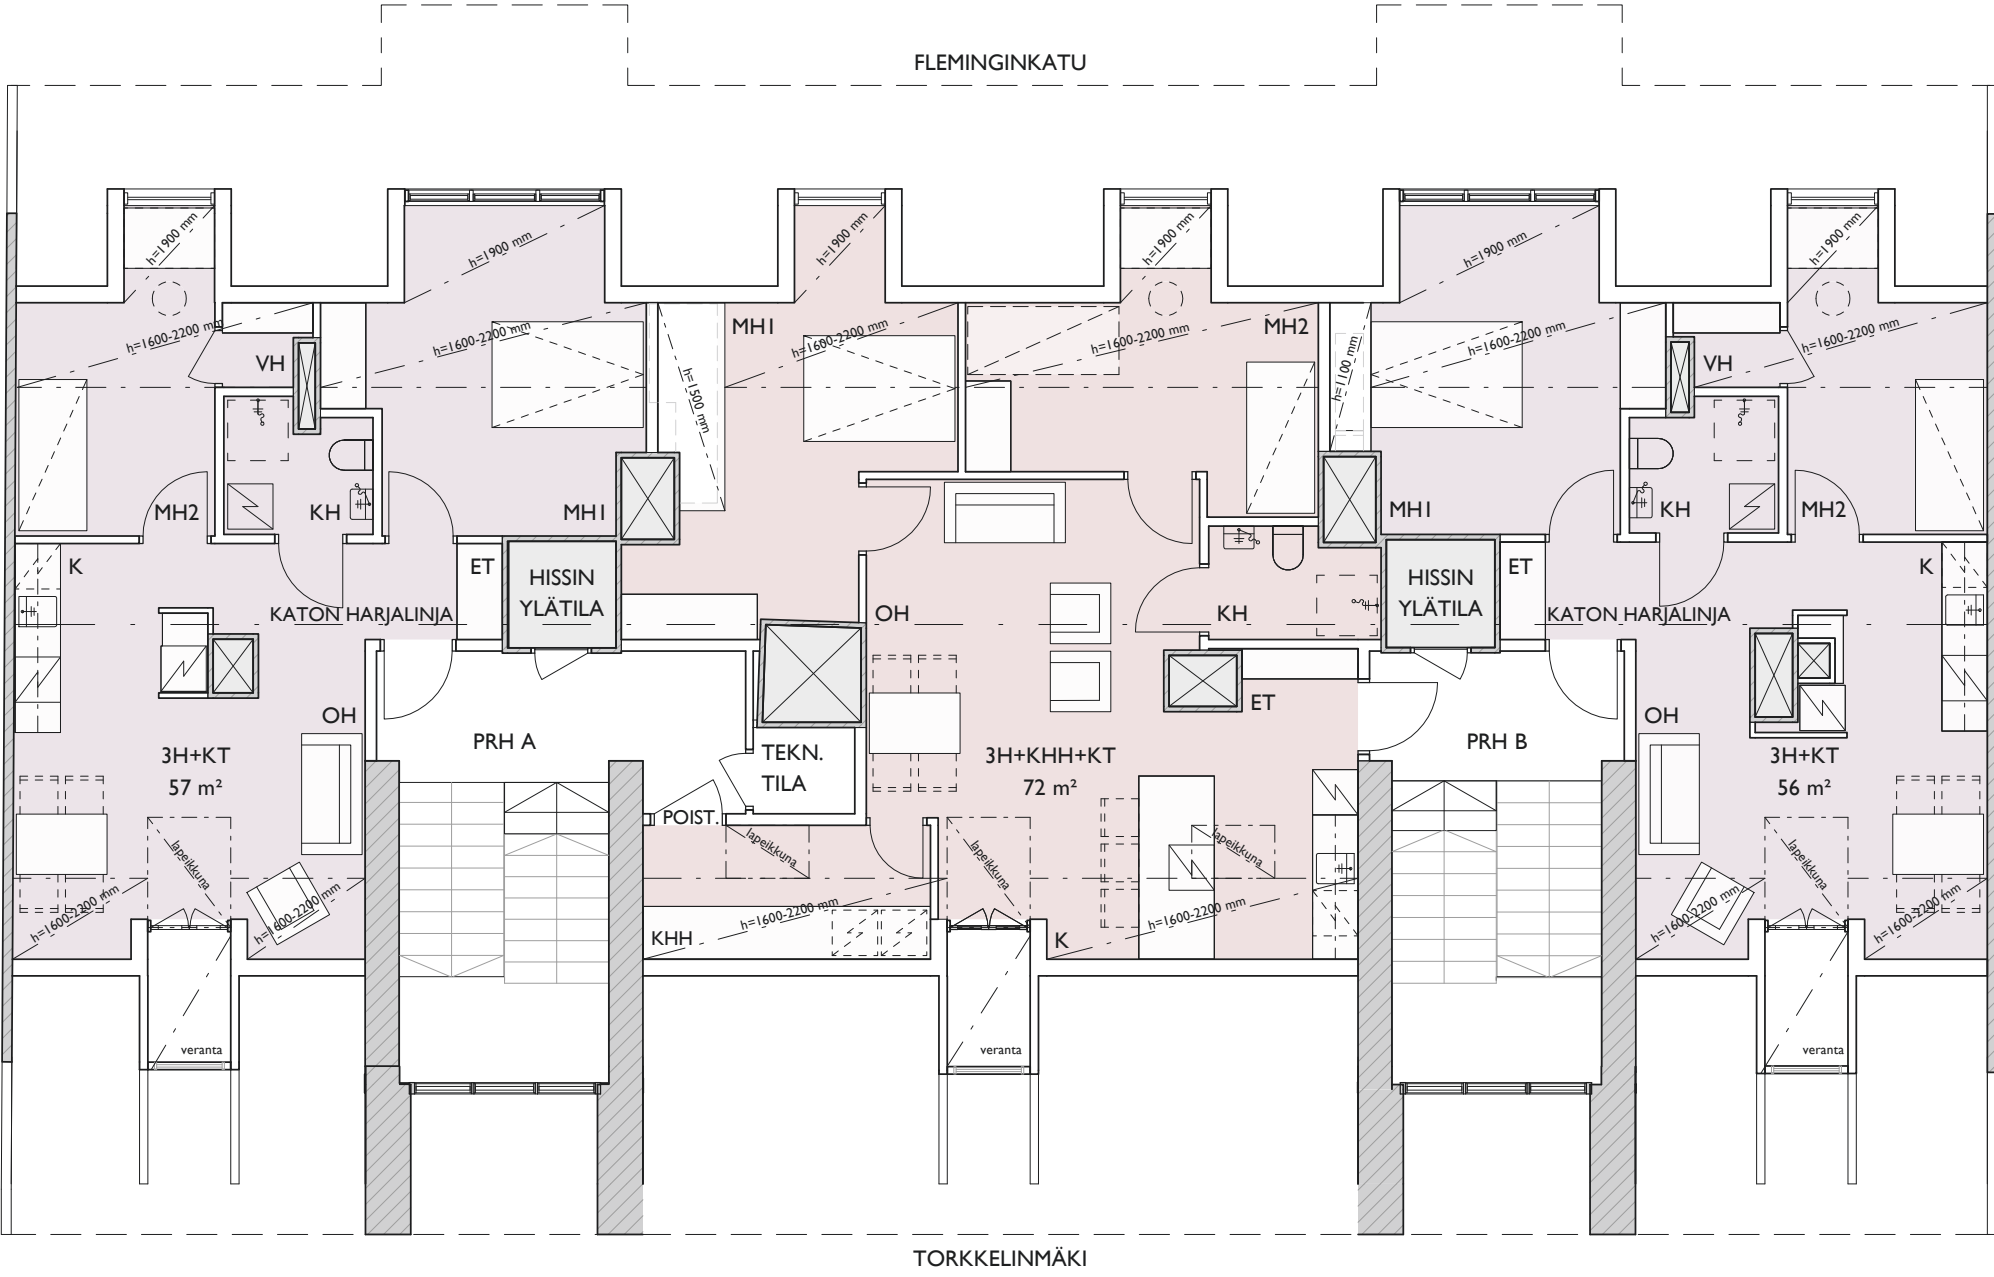 FLEMINGINKATU
h=1900 mm
h=1900 mm
h=1900 mm
h=1900 mm
h=1900 mm
h=1900 mm
h=1600-2200 mm
h=1600-2200 mm
MH1
h=1600-2200 mm
h=1600-2200 mm
MH2
h=1600-2200 mm
h=1600-2200 mm
VH
h=1500 mm
h=1100 mm
VH
MH2
KH
MH1
MH1
KH
MH2
K
ET
HISSIN
YLÄTILA
HISSIN
YLÄTILA
ET
K
KATON HARJALINJA
OH
KH
KATON HARJALINJA
OH
ET
OH
PRH A
PRH B
3H+KT
57 m²
TEKN.
TILA
3H+KHH+KT
72 m²
3H+KT
56 m²
POIST.
lapeikkuna
lapeikkuna
lapeikkuna
lapeikkuna
lapeikkuna
h=1600-2200 mm
h=1600-2200 mm
h=1600-2200 mm
h=1600-2200 mm
h=1600-2200 mm
h=1600-2200 mm
KHH
K
veranta
veranta
veranta
TORKKELINMÄKI